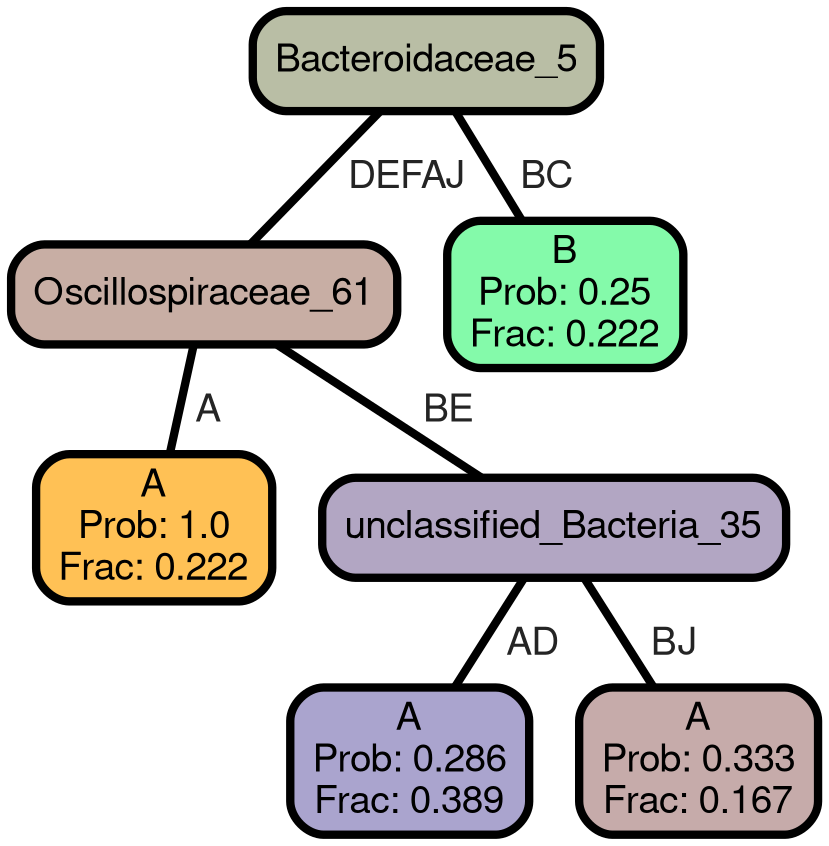 Bacteroidaceae_5
DEFAJ
BC
Oscillospiraceae_61
B
Prob: 0.25
Frac: 0.222
A
BE
A
Prob: 1.0
Frac: 0.222
unclassified_Bacteria_35
AD
BJ
A
Prob: 0.286
Frac: 0.389
A
Prob: 0.333
Frac: 0.167